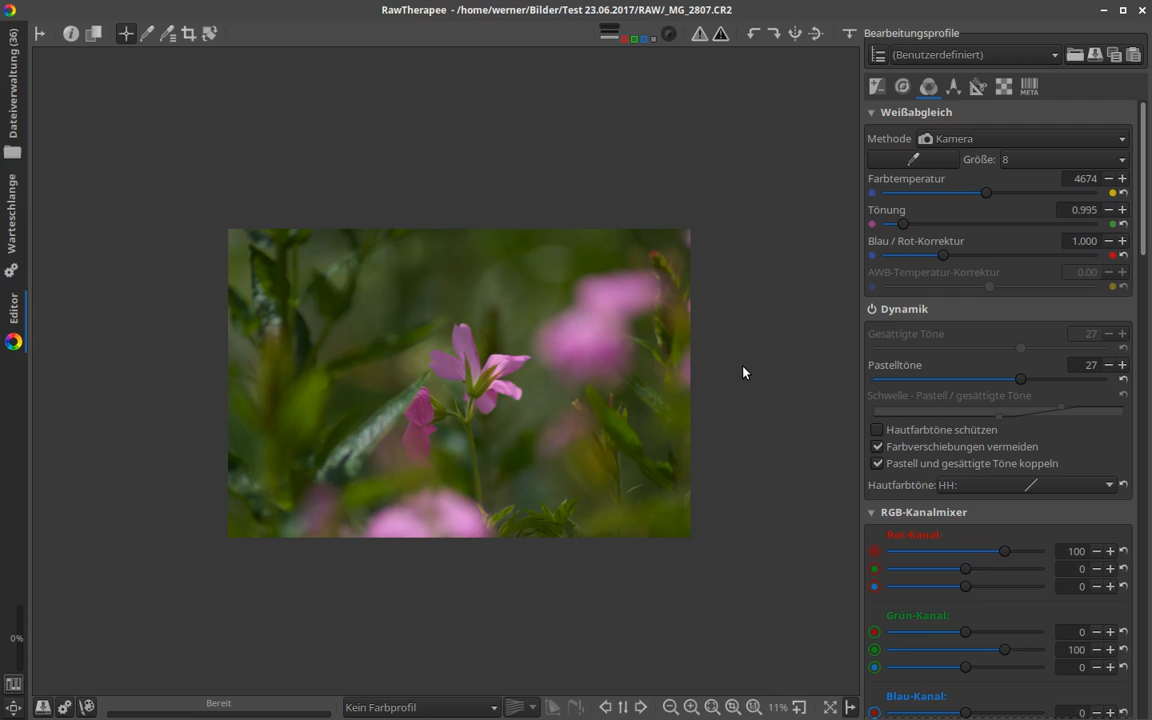 RawTherapee - /home/werner/Bilder/Test 23.06.2017/RAW/_MG_2807.CR2
Dateiverwaltung (36)
Warteschlange
Editor
0%
Bearbeitungsprofile
(Benutzerdefiniert)
META
Weißabgleich
Methode Kamera
Größe: 8
Farbtemperatur 4674
Tönung 0.995
Blau / Rot-Korrektur 1.000
AWB-Temperatur-Korrektur 0.00
Dynamik
Gesättigte Töne 27
Pastelltöne 27
Schwelle - Pastell / gesättigte Töne
Hautfarbtöne schützen
Farbverschiebungen vermeiden
Pastell und gesättigte Töne koppeln
Hautfarbtöne: HH:
RGB-Kanalmixer
Rot-Kanal:
100
0
0
Grün-Kanal:
0
100
0
Blau-Kanal:
0
Bereit
Kein Farbprofil
11%